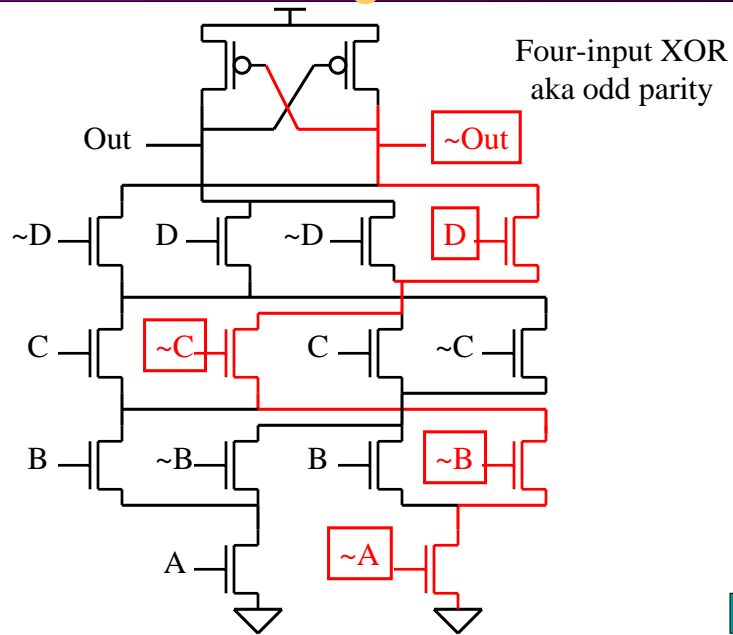 Four-input XOR
aka odd parity
Out
~Out
~D
D
~D
D
C
~C
C
~C
B
~B
B
~B
A
~A